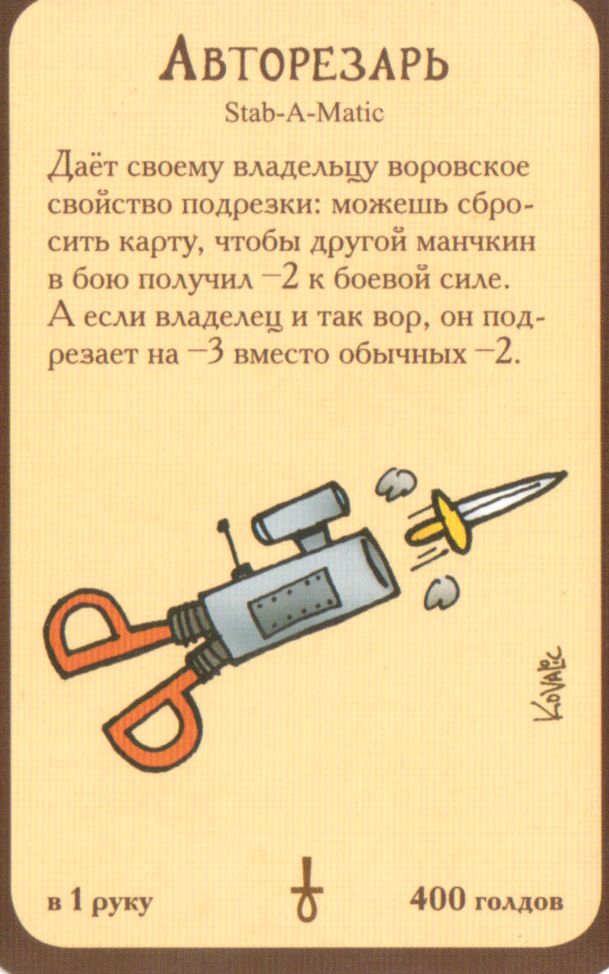 Авторезарь
Stab-A-Matic
Даёт своему владельцу воровское
свойство подрезки: можешь сбро-
сить карту, чтобы другой манчкин
в бою получил −2 к боевой силе.
А если владелец и так вор, он под-
резает на −3 вместо обычных −2.
Kovalic
в 1 руку
400 голдов